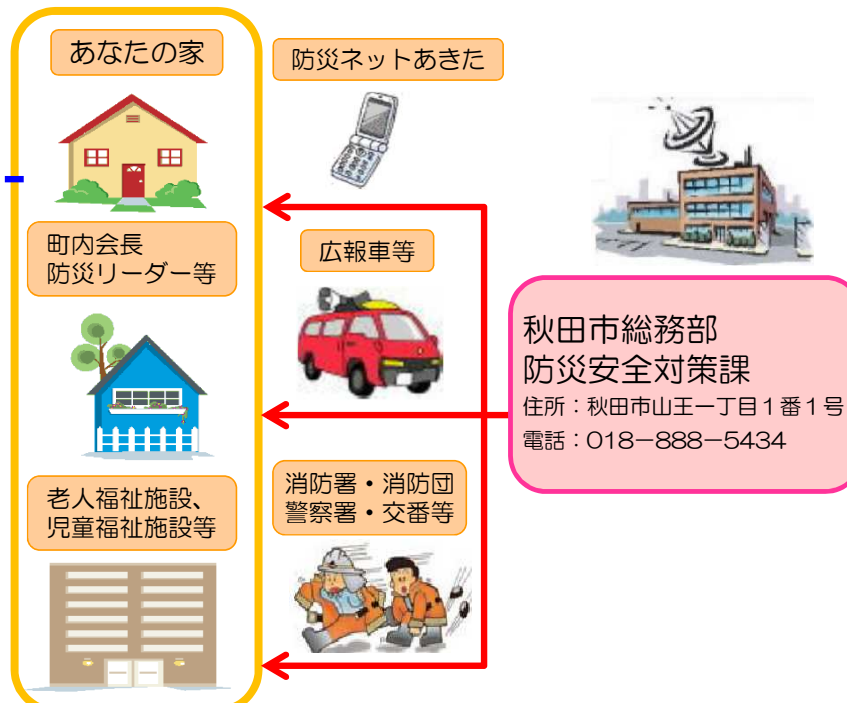 あなたの家
防災ネットあきた
町内会長
防災リーダー等
広報車等
秋田市総務部
防災安全対策課
住所：秋田市山王一丁目１番１号
電話：018－888－5434
老人福祉施設、
児童福祉施設等
消防署・消防団
警察署・交番等